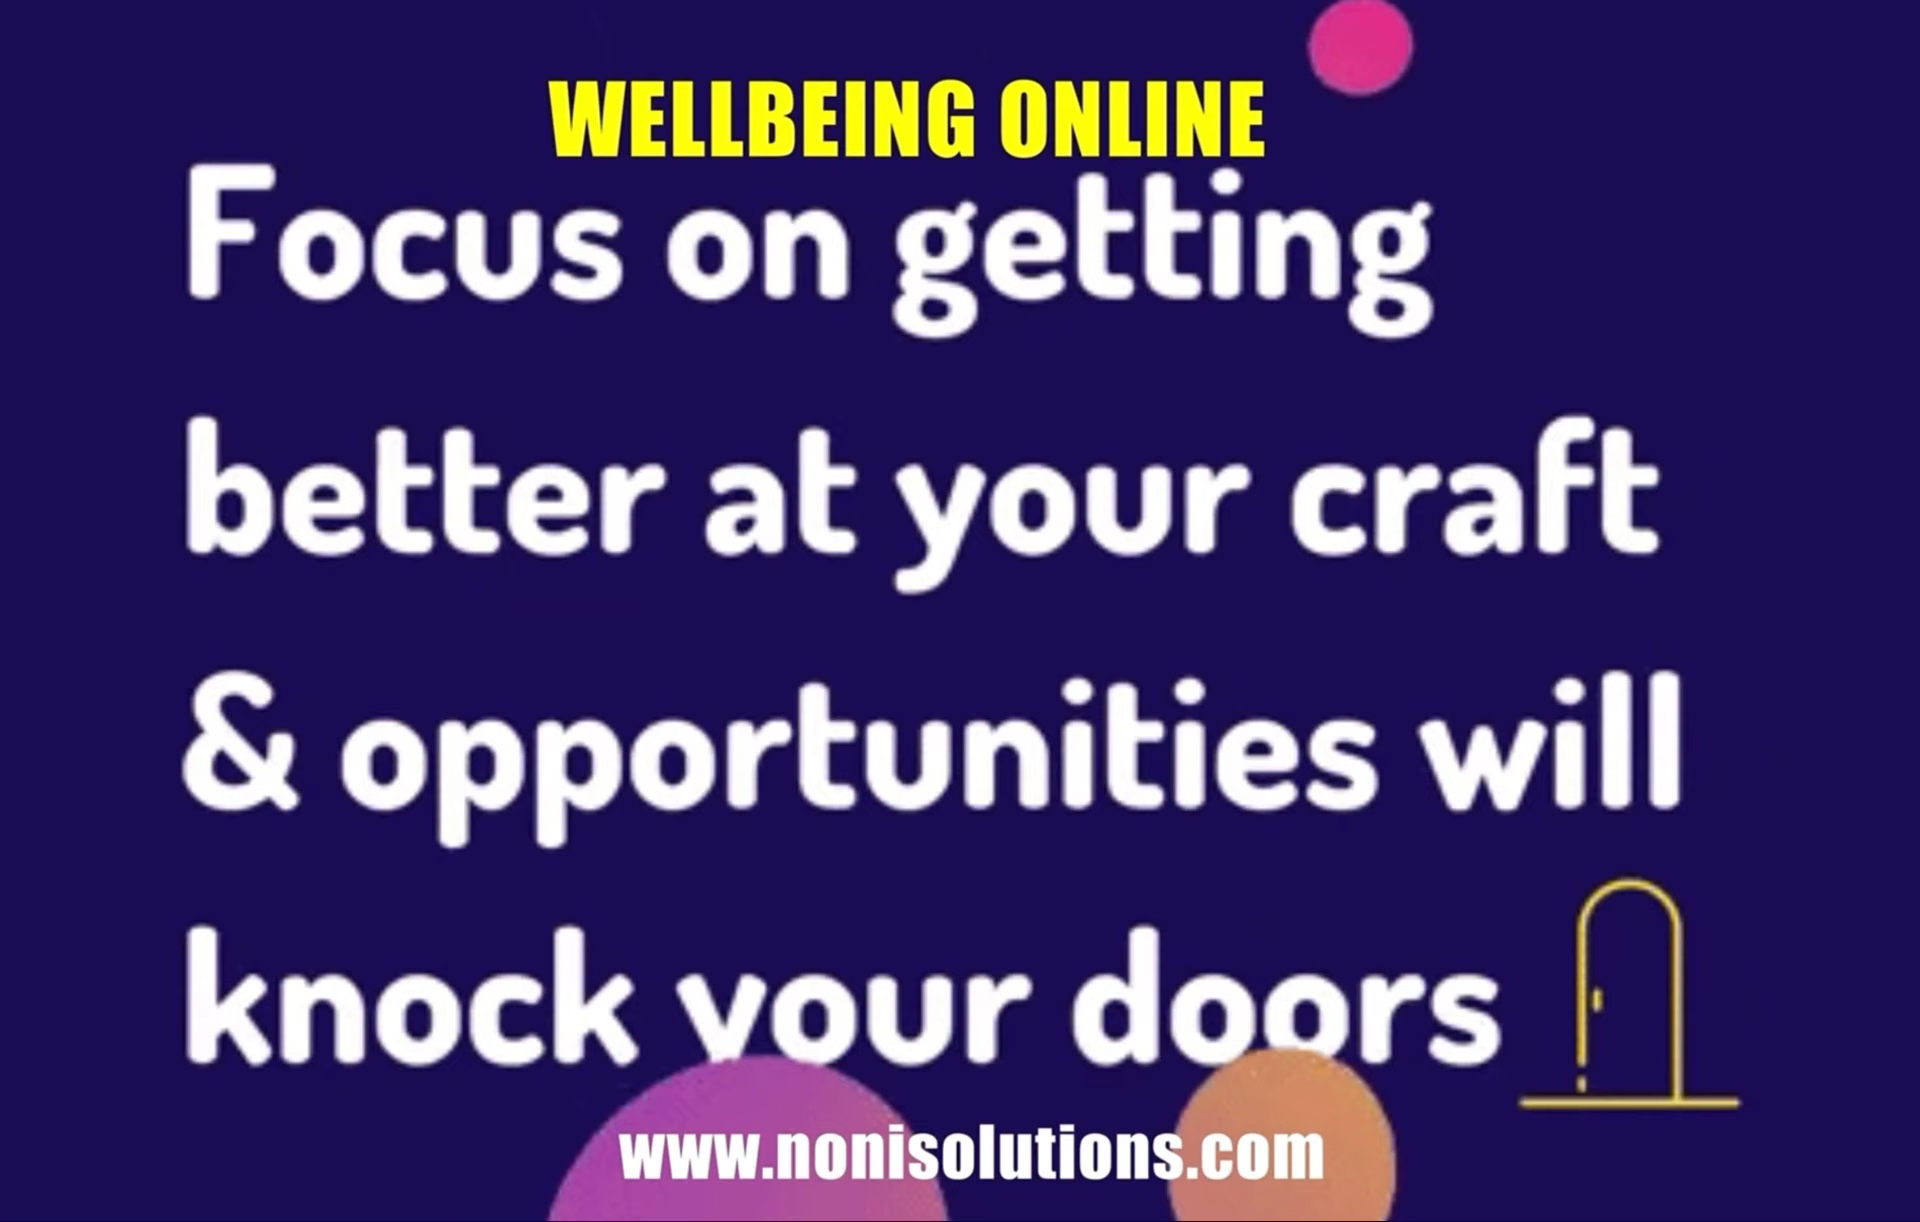 WELLBEING ONLINE
Focus on getting
better at your craft
& opportunities will
knock your doors
www.nonisolutions.com